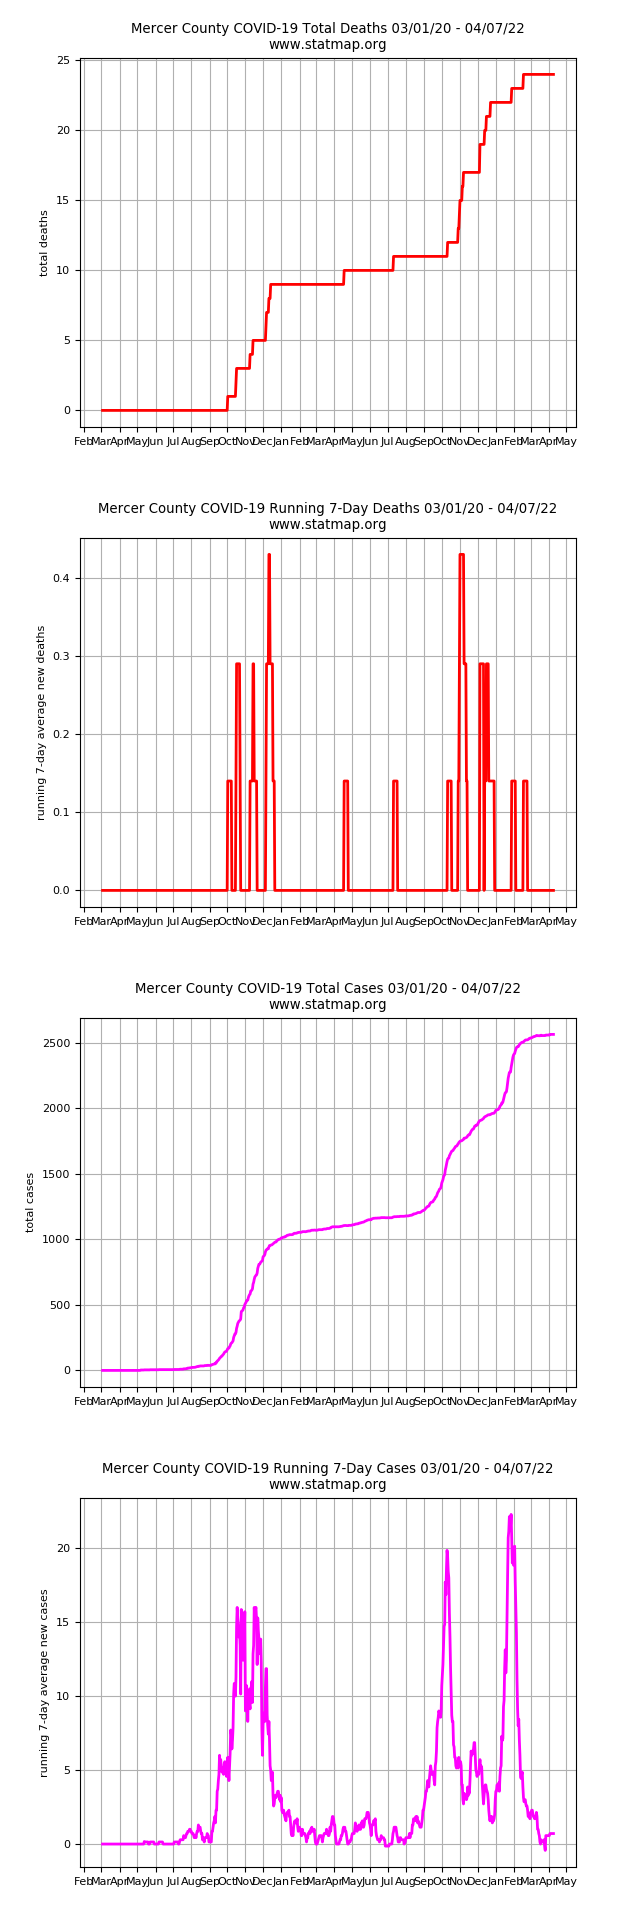 Mercer County COVID-19 Total Deaths 03/01/20 - 04/07/22
www.statmap.org
25
20
15
10
5
0
total deaths
Feb Mar Apr May Jun Jul Aug Sep Oct Nov Dec Jan Feb Mar Apr May Jun Jul Aug Sep Oct Nov Dec Jan Feb Mar Apr May
Mercer County COVID-19 Running 7-Day Deaths 03/01/20 - 04/07/22
www.statmap.org
0.4
0.3
0.2
0.1
0.0
running 7-day average new deaths
Feb Mar Apr May Jun Jul Aug Sep Oct Nov Dec Jan Feb Mar Apr May Jun Jul Aug Sep Oct Nov Dec Jan Feb Mar Apr May
Mercer County COVID-19 Total Cases 03/01/20 - 04/07/22
www.statmap.org
2500
2000
1500
1000
500
0
total cases
Feb Mar Apr May Jun Jul Aug Sep Oct Nov Dec Jan Feb Mar Apr May Jun Jul Aug Sep Oct Nov Dec Jan Feb Mar Apr May
Mercer County COVID-19 Running 7-Day Cases 03/01/20 - 04/07/22
www.statmap.org
20
15
10
5
0
running 7-day average new cases
Feb Mar Apr May Jun Jul Aug Sep Oct Nov Dec Jan Feb Mar Apr May Jun Jul Aug Sep Oct Nov Dec Jan Feb Mar Apr May